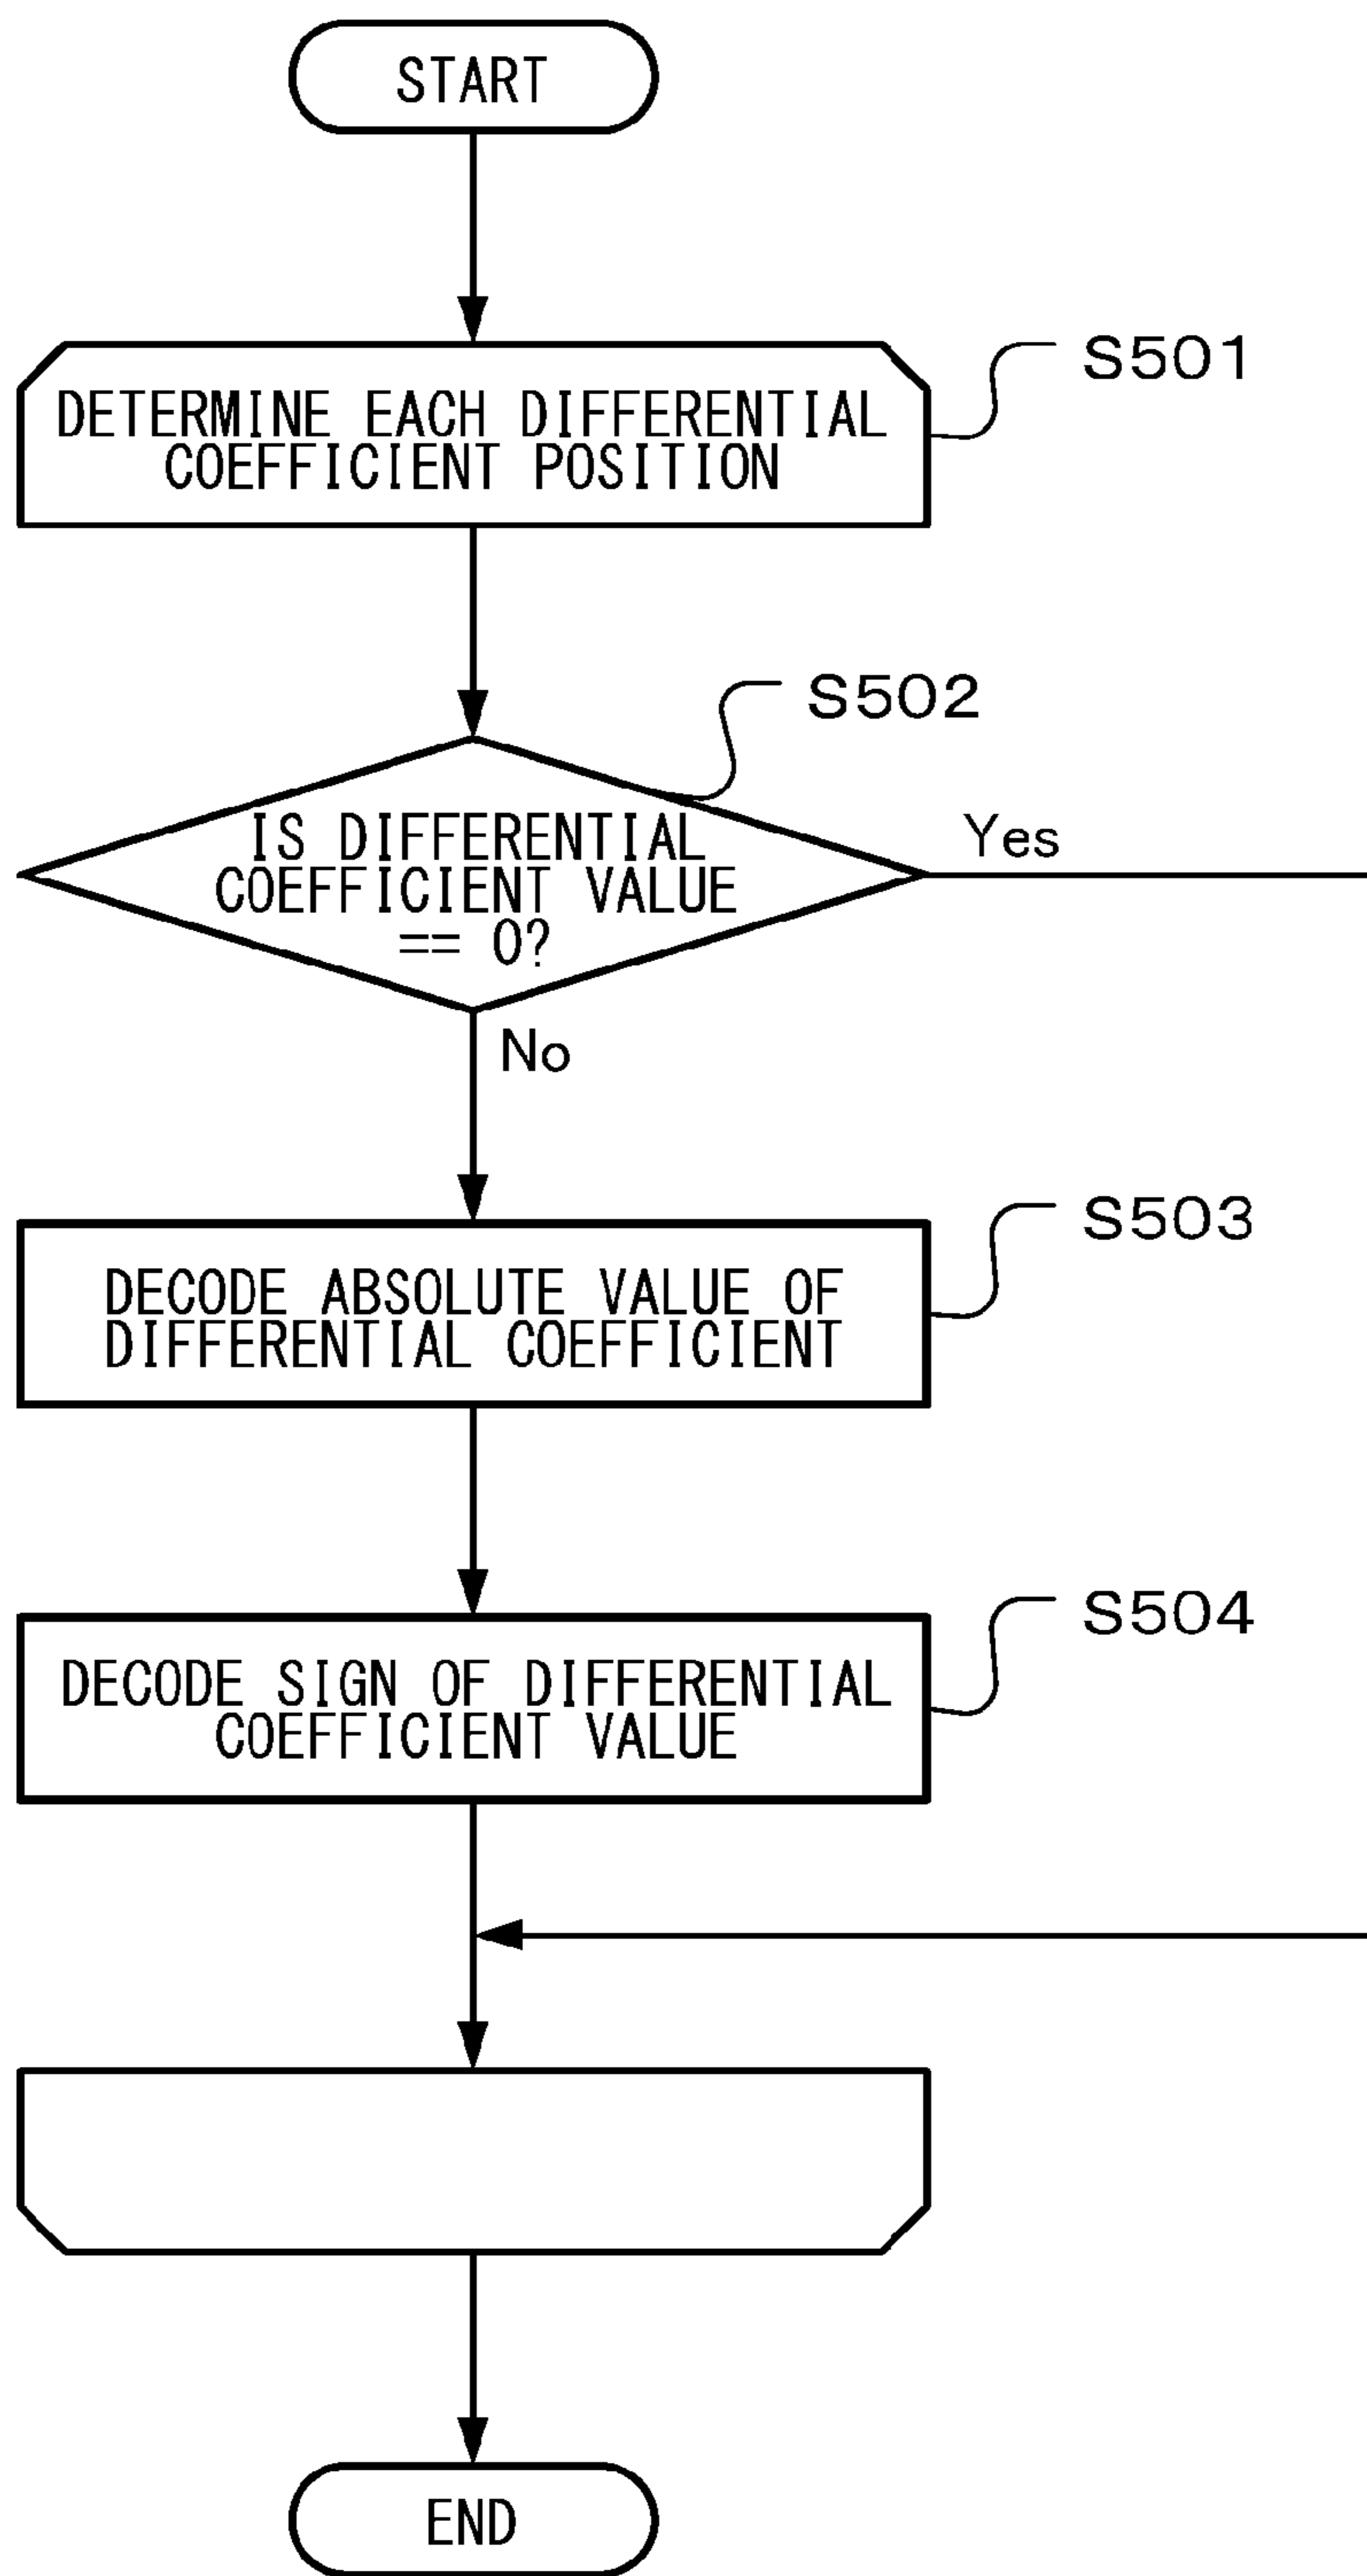 START
S501
DETERMINE EACH DIFFERENTIAL
COEFFICIENT POSITION
S502
IS DIFFERENTIAL
COEFFICIENT VALUE
== 0?
Yes
No
S503
DECODE ABSOLUTE VALUE OF
DIFFERENTIAL COEFFICIENT
S504
DECODE SIGN OF DIFFERENTIAL
COEFFICIENT VALUE
END